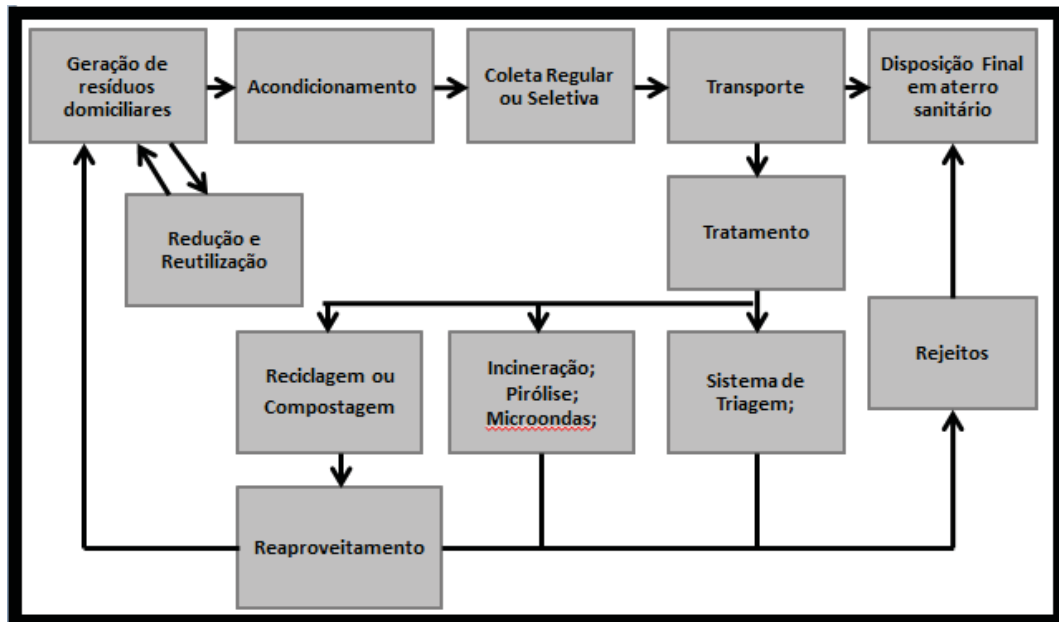 Geração de
resíduos
domiciliares
Acondicionamento
Coleta Regular
ou Seletiva
Transporte
Disposição Final
em aterro
sanitário
Redução e
Reutilização
Tratamento
Reciclagem ou
Compostagem
Incineração;
Pirólise;
Microondas;
Sistema de
Triagem;
Rejeitos
Reaproveitamento